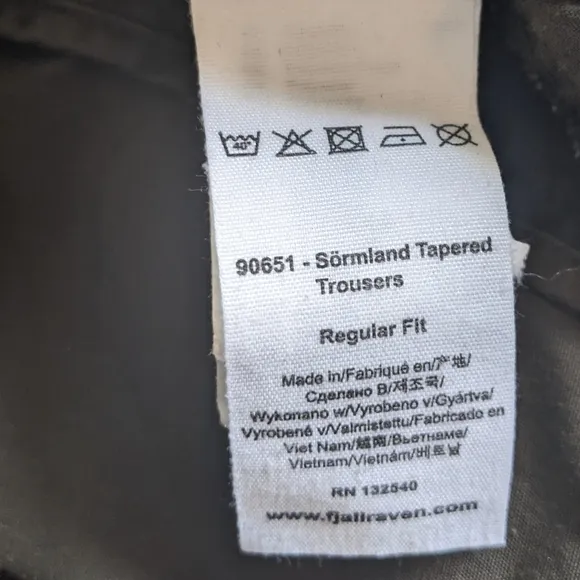 40°
90651 - Sörmland Tapered
Trousers
Regular Fit
Made in/Fabriqué en/产地/
Сделано В/제조국/
Wykonano w/Vyrobeno v/Gyártva/
Vyrobené v/Valmistettu/Fabricado en
Viet Nam/越南/Вьетнаме/
Vietnam/Vietnám/베트남
RN 132540
www.fjallraven.com